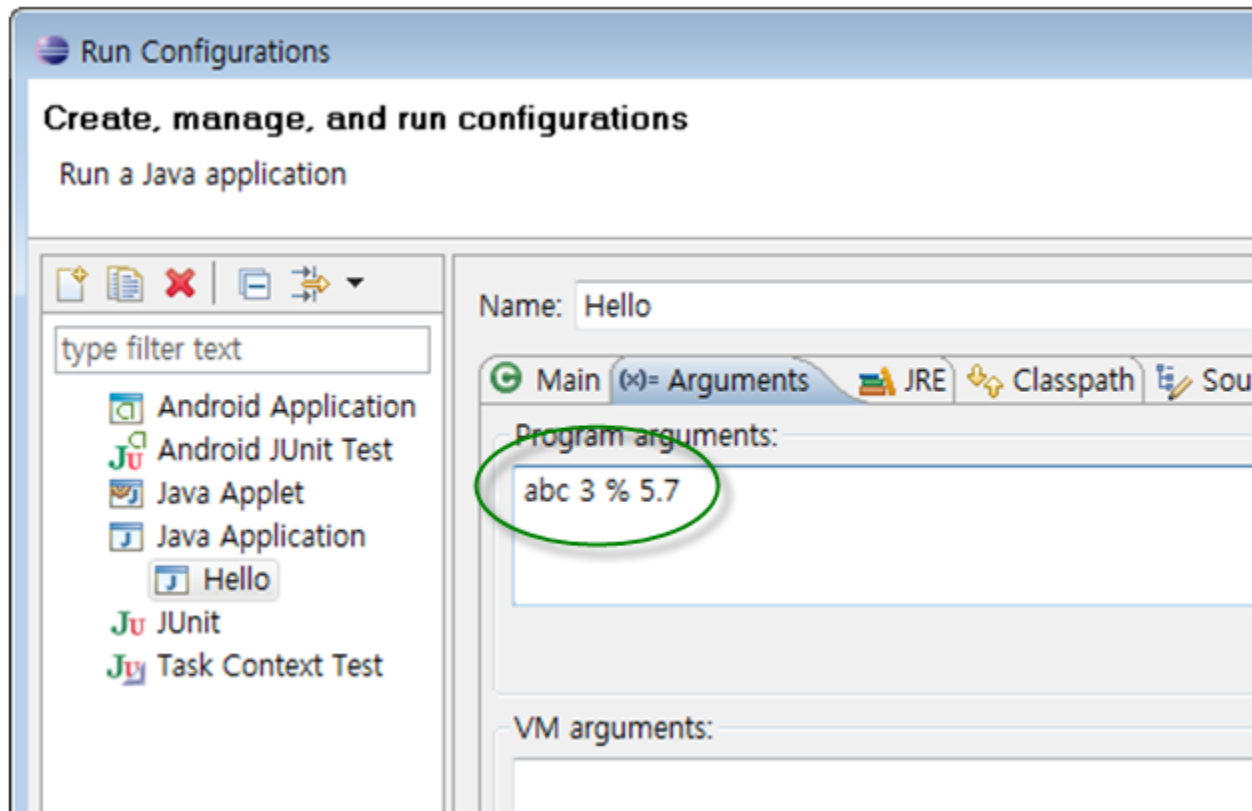 Run Configurations
Create, manage, and run configurations
Run a Java application
type filter text
Android Application
Android JUnit Test
Java Applet
Java Application
Hello
JUnit
Task Context Test
Name: Hello
Main (x)= Arguments JRE Classpath Sou
Program arguments:
abc 3 % 5.7
VM arguments: